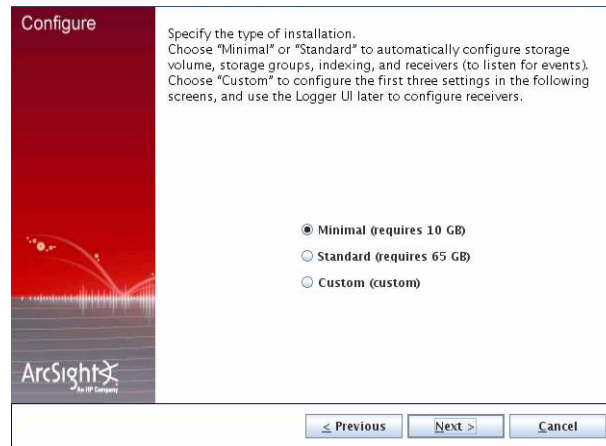 Configure
Specify the type of installation.
Choose "Minimal" or "Standard" to automatically configure storage
volume, storage groups, indexing, and receivers (to listen for events).
Choose "Custom" to configure the first three settings in the following
screens, and use the Logger UI later to configure receivers.
Minimal (requires 10 GB)
Standard (requires 65 GB)
Custom (custom)
ArcSight
An HP Company
< Previous
Next >
Cancel